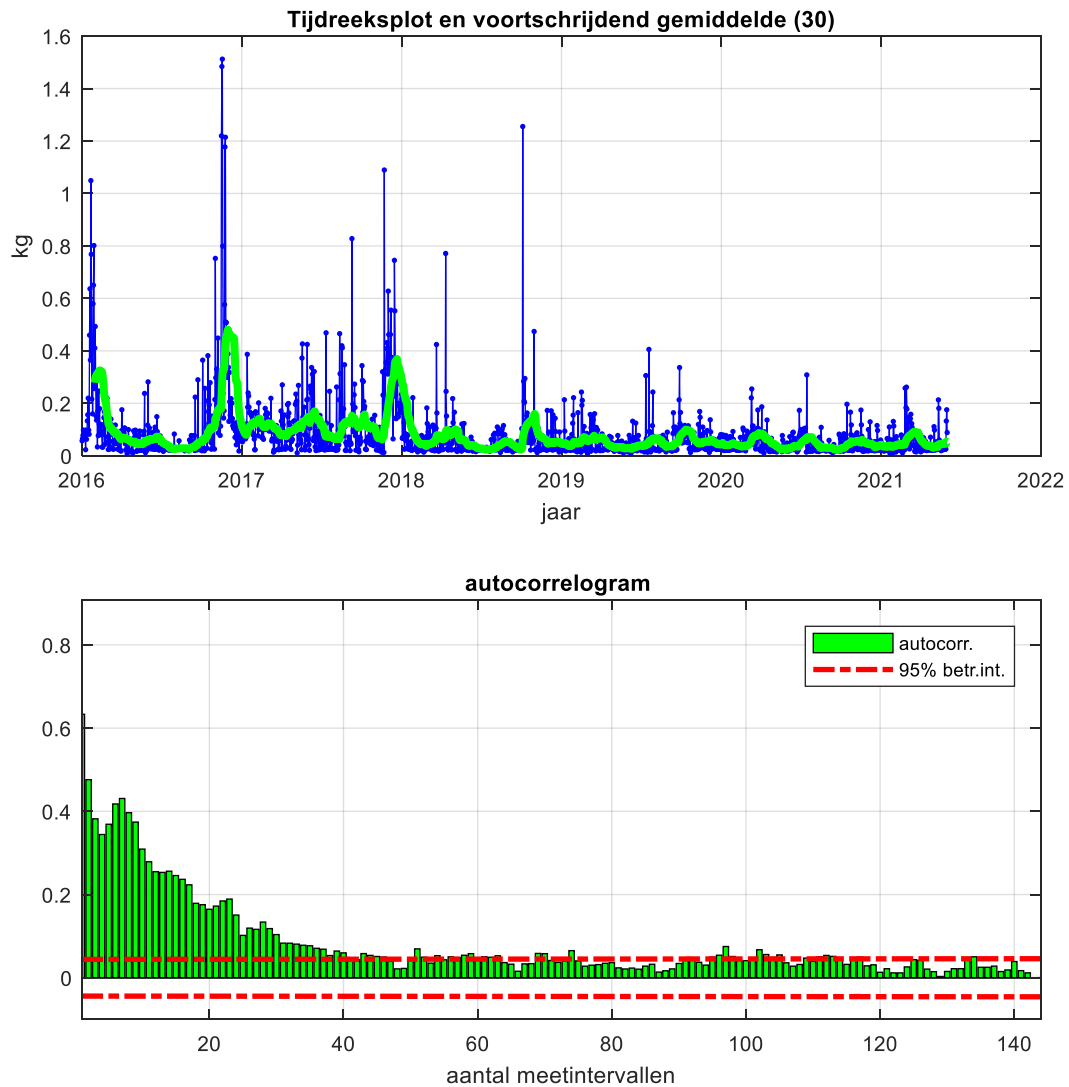 Tijdreeksplot en voortschrijdend gemiddelde (30)
1.6
1.4
1.2
1
0.8
0.6
0.4
0.2
0
kg
2016 2017 2018 2019 2020 2021 2022
jaar
autocorrelogram
autocorr.
95% betr.int.
0.8
0.6
0.4
0.2
0
20 40 60 80 100 120 140
aantal meetintervallen